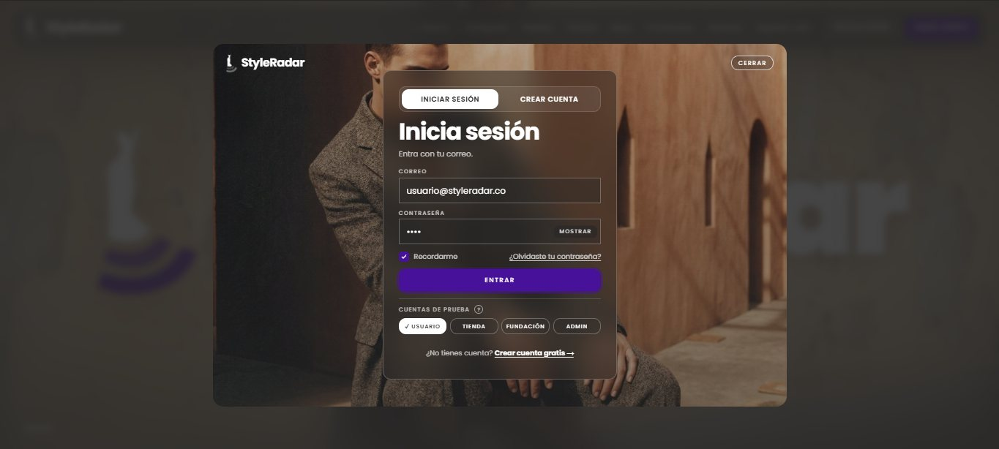 StyleRadar
CERRAR
INICIAR SESIÓN CREAR CUENTA
Inicia sesión
Entra con tu correo.
CORREO
usuario@styleradar.co
CONTRASEÑA
•••• MOSTRAR
Recordarme ¿Olvidaste tu contraseña?
ENTRAR
CUENTAS DE PRUEBA ?
✓ USUARIO TIENDA FUNDACIÓN ADMIN
¿No tienes cuenta? Crear cuenta gratis →
ar